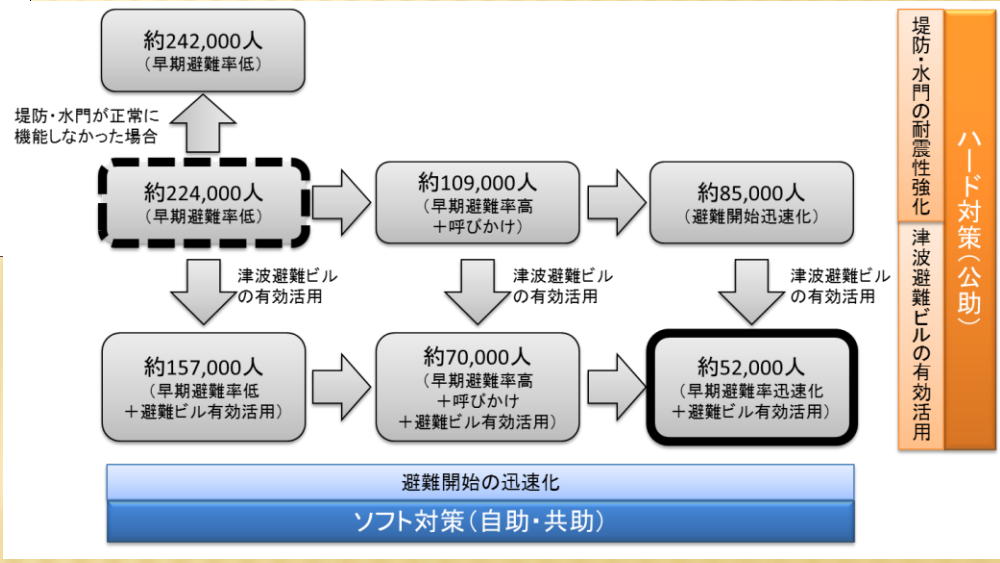 約242,000人
（早期避難率低）
堤防・水門が正常に
機能しなかった場合
約224,000人
（早期避難率低）
約109,000人
（早期避難率高
＋呼びかけ）
約85,000人
（避難開始迅速化）
津波避難ビル
の有効活用
津波避難ビル
の有効活用
津波避難ビル
の有効活用
約157,000人
（早期避難率低
＋避難ビル有効活用）
約70,000人
（早期避難率高
＋呼びかけ
＋避難ビル有効活用）
約52,000人
（早期避難率迅速化
＋避難ビル有効活用）
避難開始の迅速化
ソフト対策（自助・共助）
堤防・水門の耐震性強化
津波避難ビルの有効活用
ハード対策（公助）